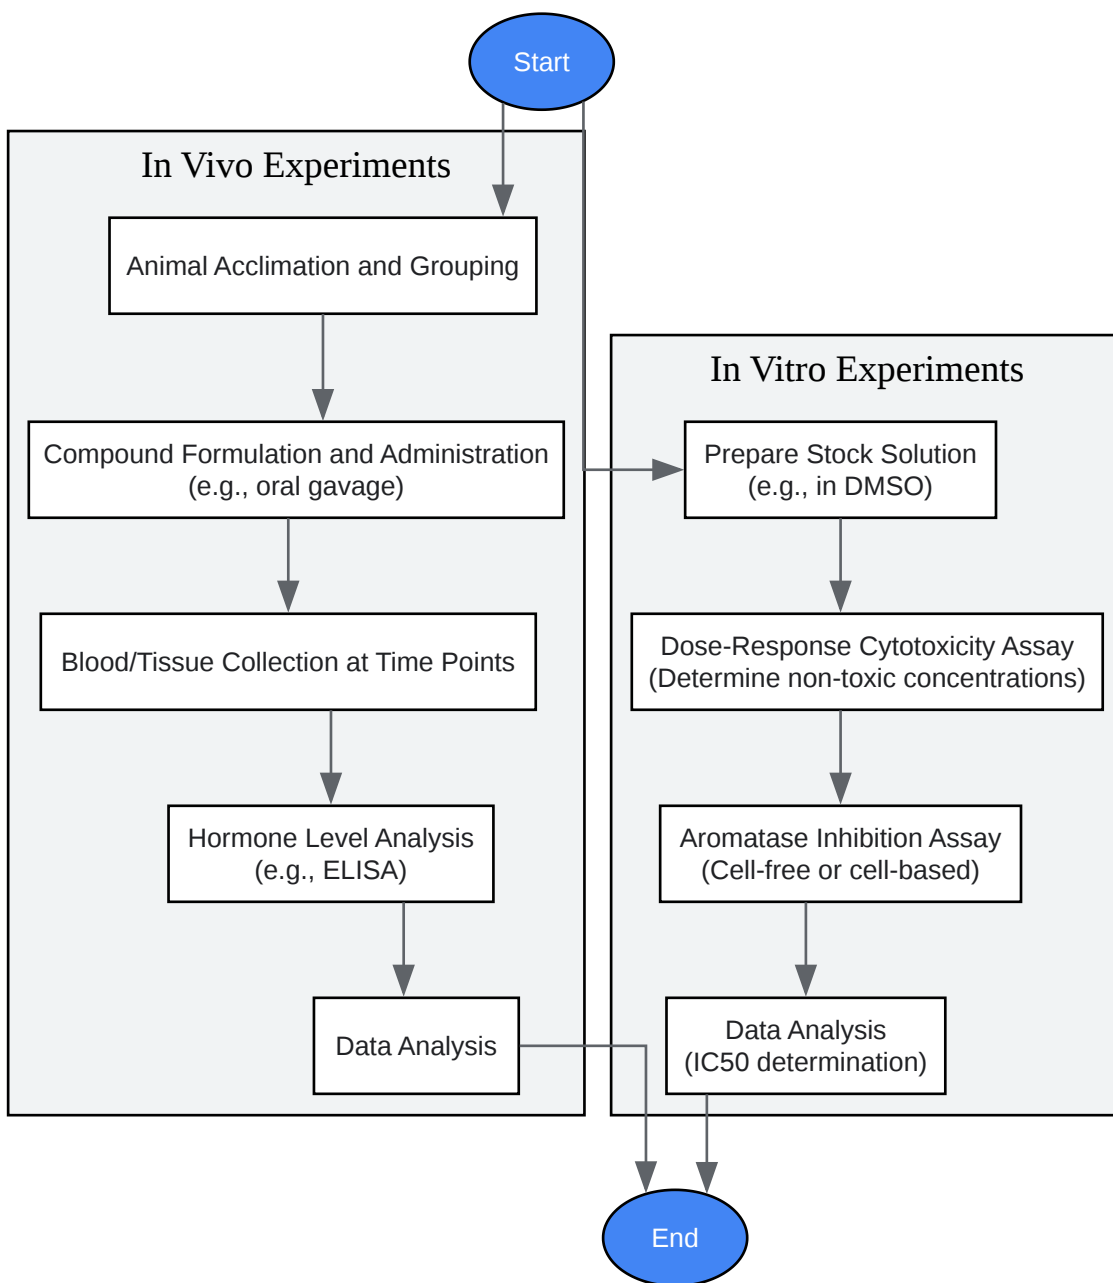 Start
In Vivo Experiments
Animal Acclimation and Grouping
Compound Formulation and Administration
(e.g., oral gavage)
Blood/Tissue Collection at Time Points
Hormone Level Analysis
(e.g., ELISA)
Data Analysis
In Vitro Experiments
Prepare Stock Solution
(e.g., in DMSO)
Dose-Response Cytotoxicity Assay
(Determine non-toxic concentrations)
Aromatase Inhibition Assay
(Cell-free or cell-based)
Data Analysis
(IC50 determination)
End